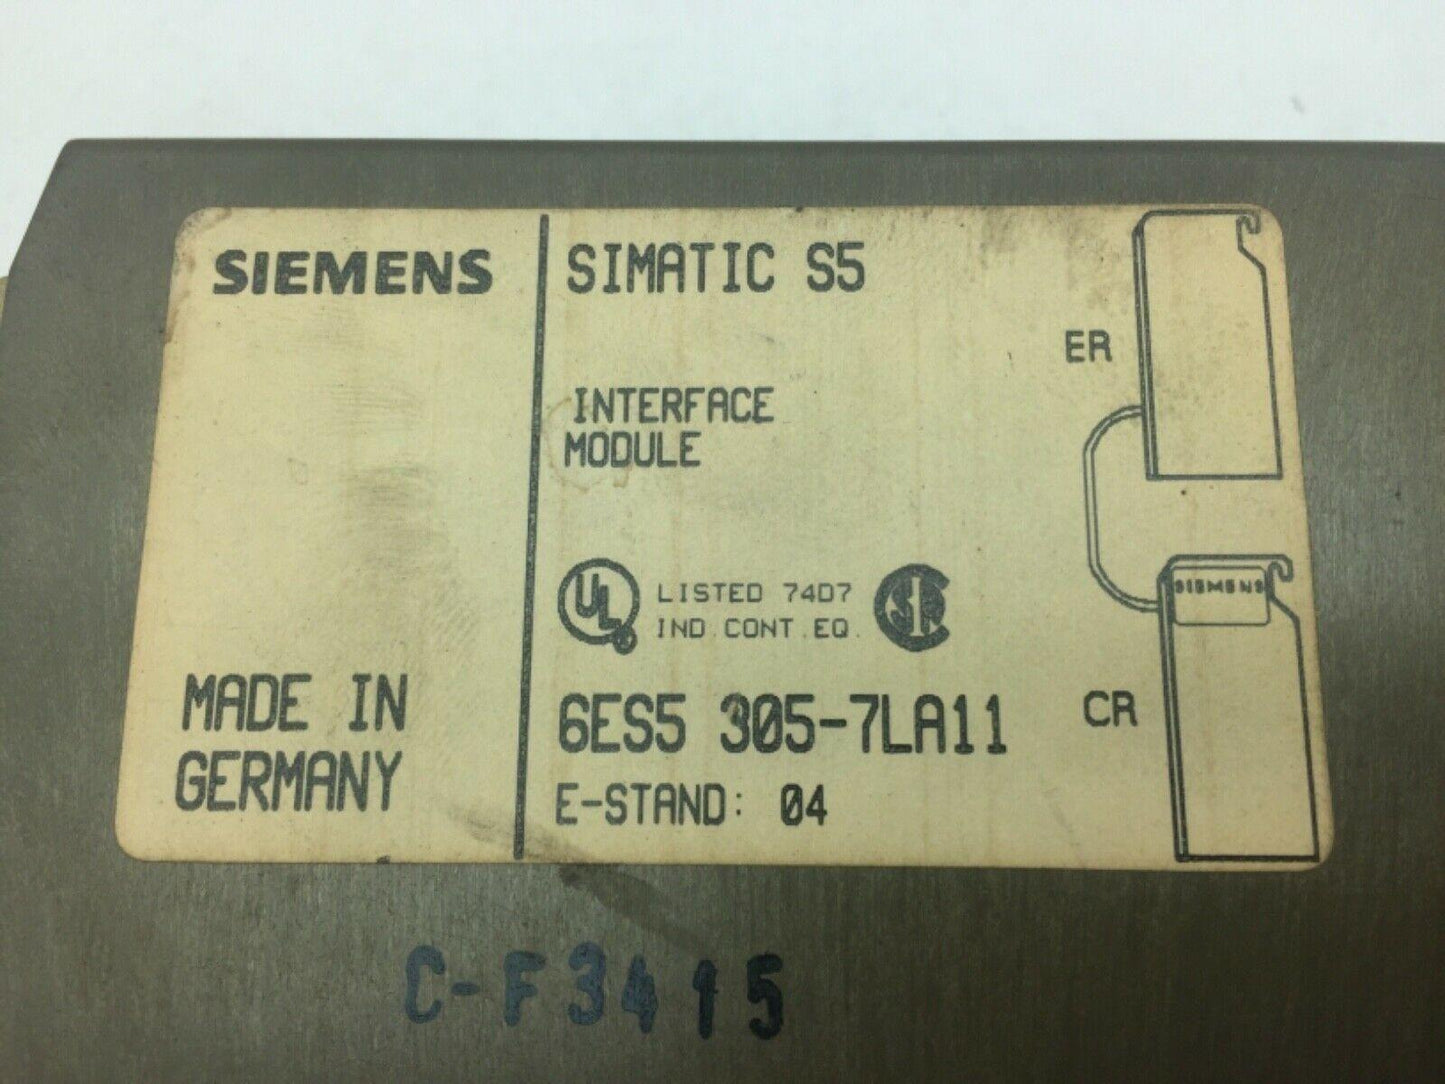 SIEMENS
SIMATIC S5
ER
INTERFACE
MODULE
SIEMENS
UL LISTED 74D7
IND. CONT. EQ.
MADE IN
GERMANY
6ES5 305-7LA11
CR
E-STAND: 04
C-F3415